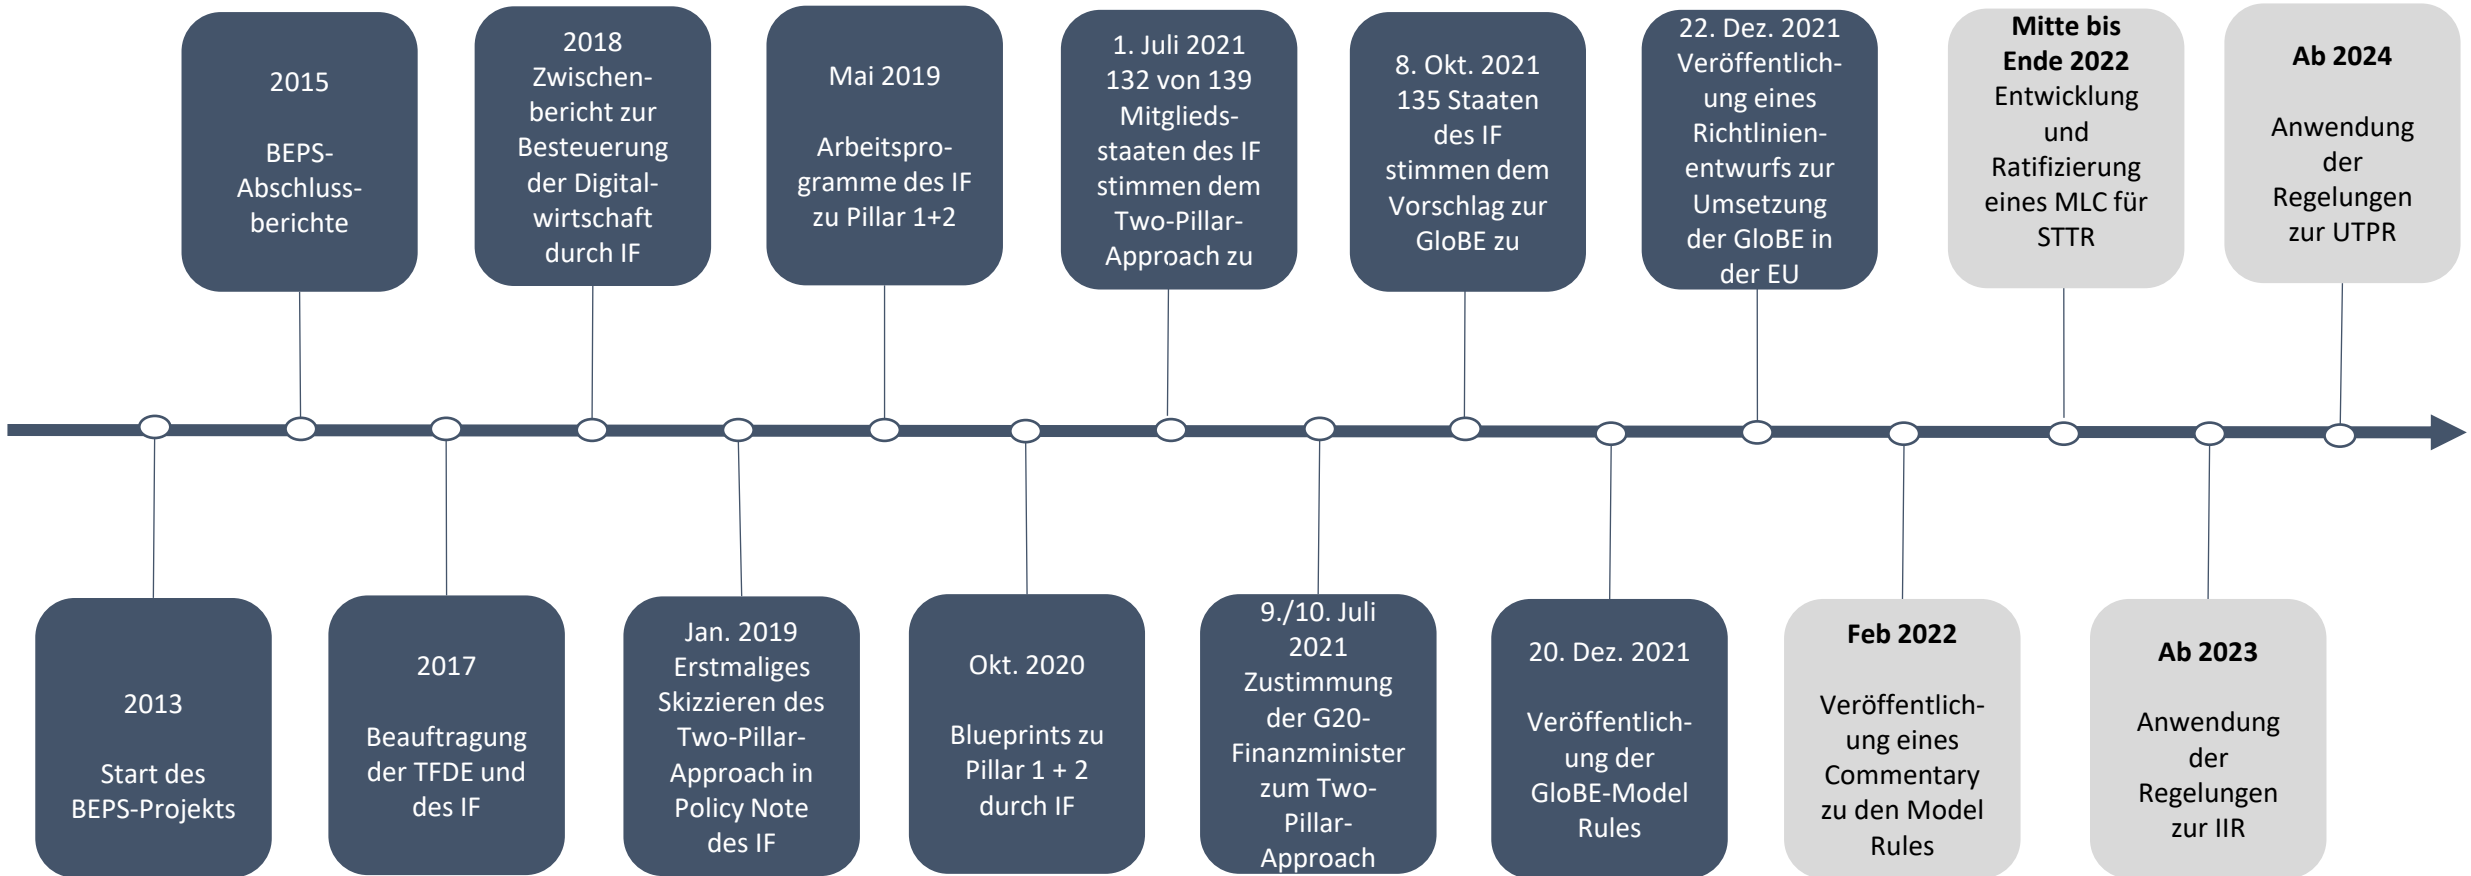 2015
BEPS-
Abschluss-
berichte
2018
Zwischen-
bericht zur
Besteuerung
der Digital-
wirtschaft
durch IF
Mai 2019
Arbeitspro-
gramme des IF
zu Pillar 1+2
1. Juli 2021
132 von 139
Mitglieds-
staaten des IF
stimmen dem
Two-Pillar-
Approach zu
8. Okt. 2021
135 Staaten
des IF
stimmen dem
Vorschlag zur
GloBE zu
22. Dez. 2021
Veröffentlich-
ung eines
Richtlinien-
entwurfs zur
Umsetzung
der GloBE in
der EU
Mitte bis
Ende 2022
Entwicklung
und
Ratifizierung
eines MLC für
STTR
Ab 2024
Anwendung
der
Regelungen
zur UTPR
2013
Start des
BEPS-Projekts
2017
Beauftragung
der TFDE und
des IF
Jan. 2019
Erstmaliges
Skizzieren des
Two-Pillar-
Approach in
Policy Note
des IF
Okt. 2020
Blueprints zu
Pillar 1 + 2
durch IF
9./10. Juli
2021
Zustimmung
der G20-
Finanzminister
zum Two-
Pillar-
Approach
20. Dez. 2021
Veröffentlich-
ung der
GloBE-Model
Rules
Feb 2022
Veröffentlich-
ung eines
Commentary
zu den Model
Rules
Ab 2023
Anwendung
der
Regelungen
zur IIR